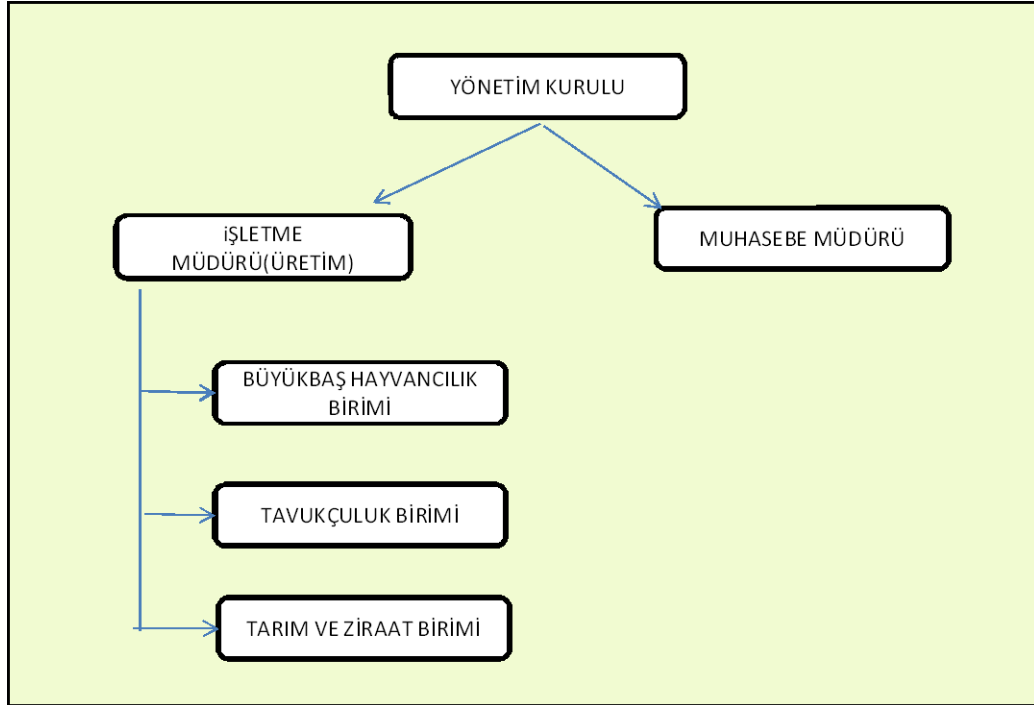 YÖNETİM KURULU
iŞLETME
MÜDÜRÜ(ÜRETİM)
MUHASEBE MÜDÜRÜ
BÜYÜKBAŞ HAYVANCILIK
BİRİMİ
TAVUKÇULUK BİRİMİ
TARIM VE ZİRAAT BİRİMİ